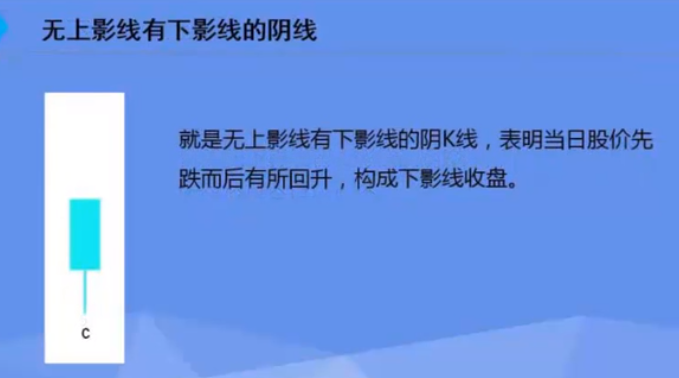 无上影线有下影线的阴线
就是无上影线有下影线的阴K线，表明当日股价先
跌而后有所回升，构成下影线收盘。
c